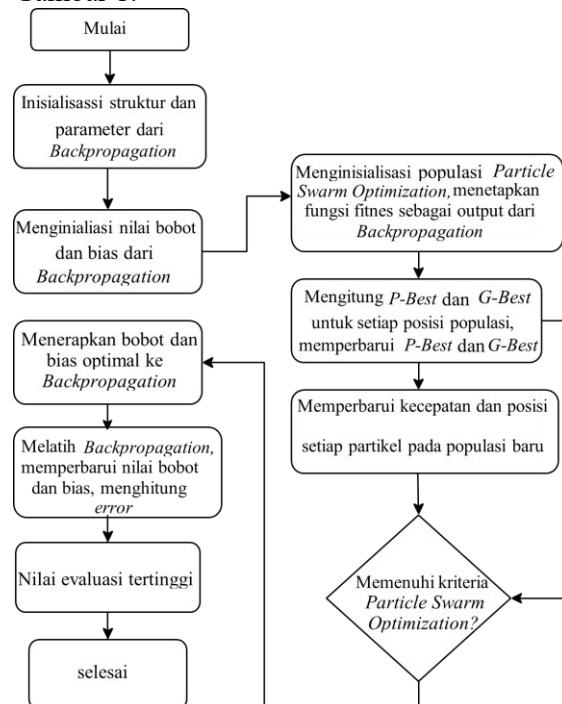 Mulai
Inisialisassi struktur dan
parameter dari
Backpropagation
Menginialiasi nilai bobot
dan bias dari
Backpropagation
Menginisialisasi populasi Particle
Swarm Optimization, menetapkan
fungsi fitnes sebagai output dari
Backpropagation
Mengitung P-Best dan G-Best
untuk setiap posisi populasi,
memperbarui P-Best dan G-Best
Memperbarui kecepatan dan posisi
setiap partikel pada populasi baru
Memenuhi kriteria
Particle Swarm
Optimization?
Menerapkan bobot dan
bias optimal ke
Backpropagation
Melatih Backpropagation,
memperbarui nilai bobot
dan bias, menghitung
error
Nilai evaluasi tertinggi
selesai